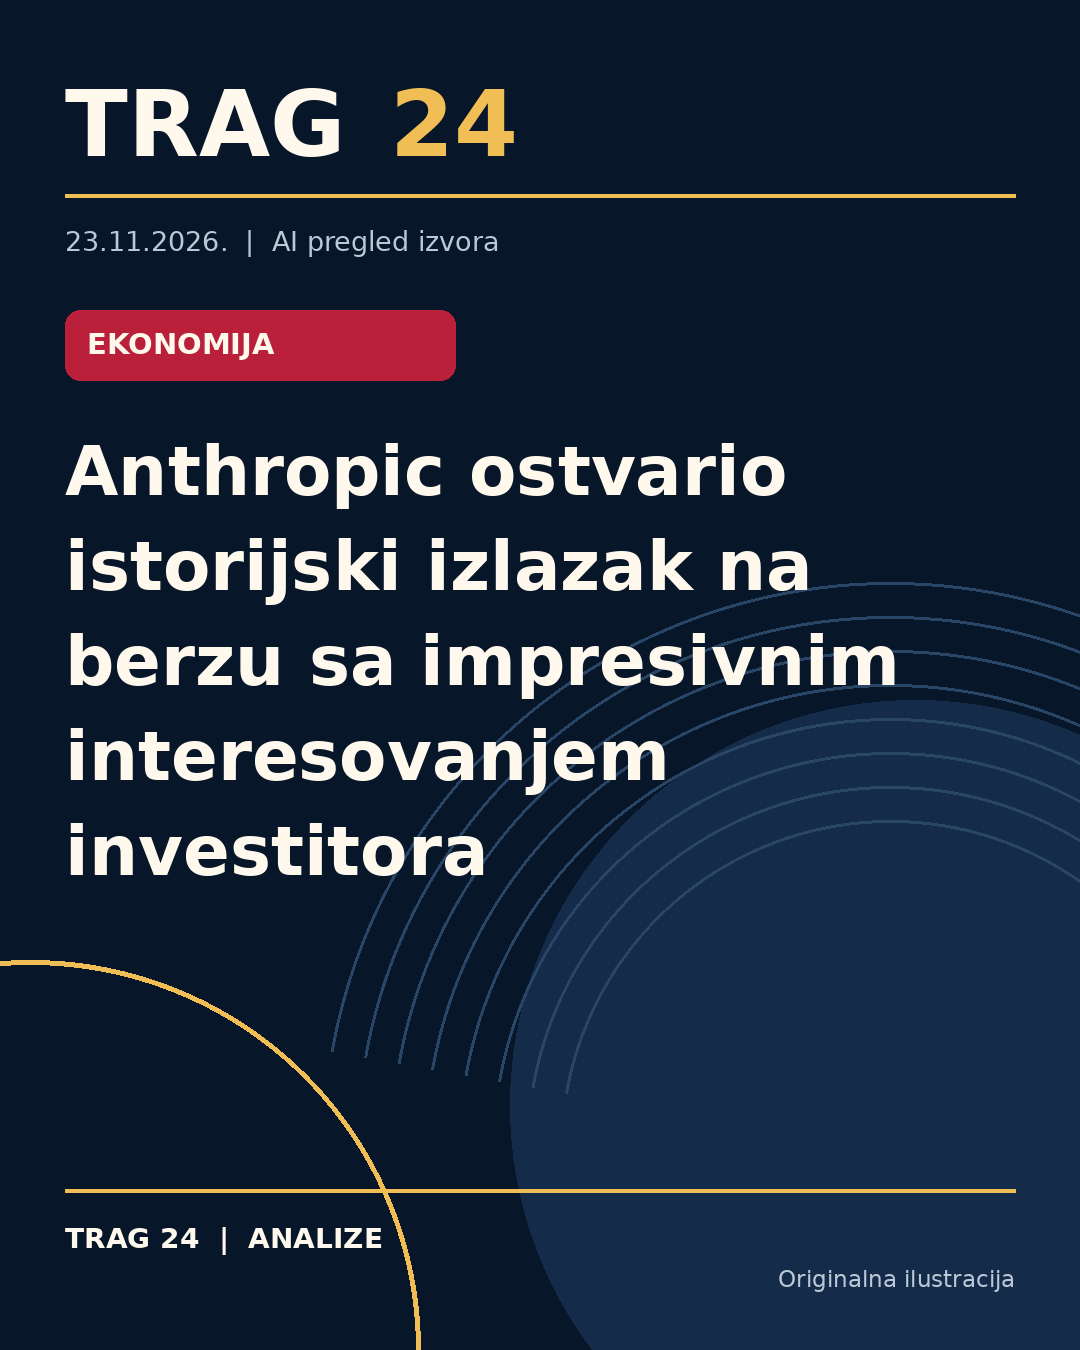 TRAG 24
23.11.2026. | AI pregled izvora
EKONOMIJA
Anthropic ostvario
istorijski izlazak na
berzu sa impresivnim
interesovanjem
investitora
TRAG 24 | ANALIZE
Originalna ilustracija